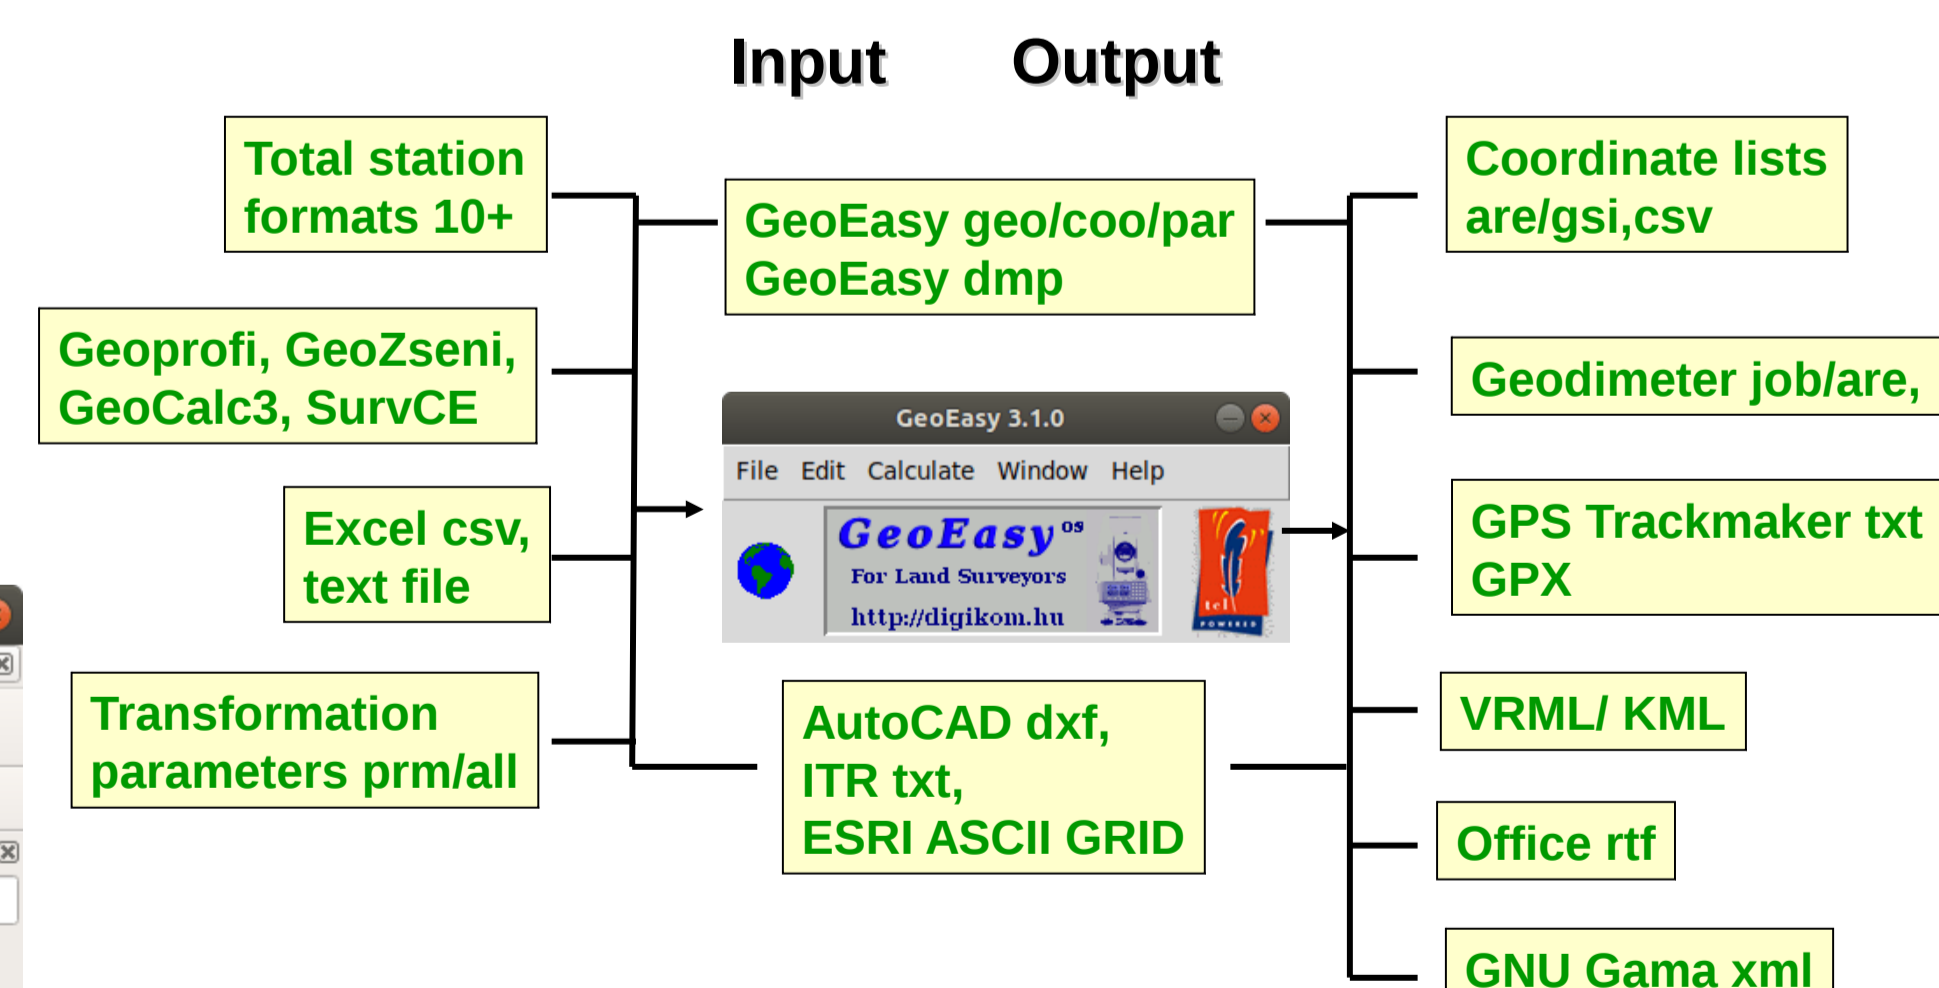 Input Output
Total station
formats 10+
Geoprofi, GeoZseni,
GeoCalc3, SurvCE
Excel csv,
text file
Transformation
parameters prm/all
GeoEasy geo/coo/par
GeoEasy dmp
GeoEasy 3.1.0
File Edit Calculate Window Help
GeoEasy os
For Land Surveyors
http://digikom.hu
tcl
POWERED
AutoCAD dxf,
ITR txt,
ESRI ASCII GRID
Coordinate lists
are/gsi,csv
Geodimeter job/are,
GPS Trackmaker txt
GPX
VRML/ KML
Office rtf
GNU Gama xml